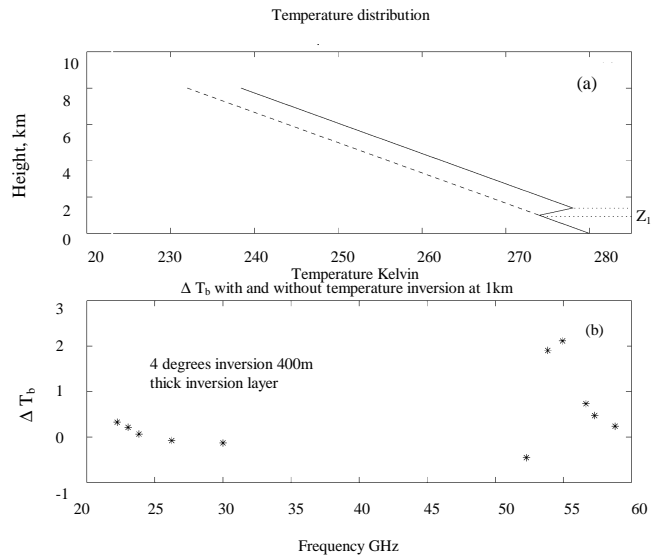 Temperature distribution
10
8
6
4
2
0
Height, km
(a)
Z1
20 230 240 250 260 270 280
Temperature Kelvin
Δ Tb with and without temperature inversion at 1km
3
2
1
0
-1
Δ Tb
(b)
4 degrees inversion 400m
thick inversion layer
20 25 30 35 40 45 50 55 60
Frequency GHz